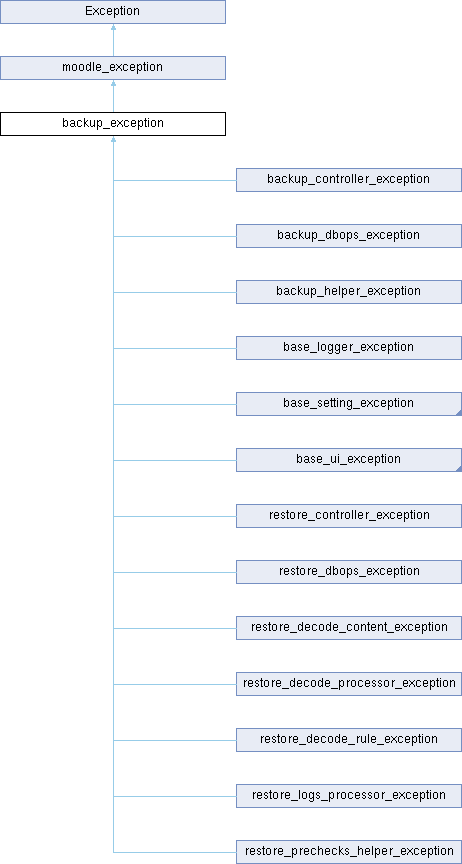 Exception
moodle_exception
backup_exception
backup_controller_exception
backup_dbops_exception
backup_helper_exception
base_logger_exception
base_setting_exception
base_ui_exception
restore_controller_exception
restore_dbops_exception
restore_decode_content_exception
restore_decode_processor_exception
restore_decode_rule_exception
restore_logs_processor_exception
restore_prechecks_helper_exception